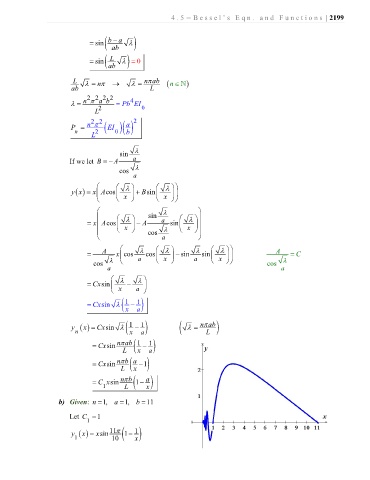 4.5 – Bessel's Eqn. and Functions | 2199
= sin( (b − a)/(ab) √λ )
= sin( L/(ab) √λ ) = 0
L/(ab) √λ = nπ → √λ = nπab/L (n ∈ ℕ)
λ = n²π²a²b²/L² = Pb⁴EI₀
Pₙ = n²π²/L² (EI₀)(a/b)²
If we let B = −A sin(√λ/a) / cos(√λ/a)
y(x) = x( A cos(√λ/x) + B sin(√λ/x) )
= x( A cos(√λ/x) − A sin(√λ/a)/cos(√λ/a) sin(√λ/x) )
= A/cos(√λ/a) x( cos √λ/a cos(√λ/x) − sin √λ/a sin(√λ/x) ) A/cos(√λ/a) = C
= Cx sin( √λ/x − √λ/a )
= Cx sin √λ( 1/x − 1/a )
yₙ(x) = Cx sin √λ( 1/x − 1/a ) ( √λ = nπab/L )
= Cx sin nπab/L ( 1/x − 1/a )
= Cx sin nπb/L ( a/x − 1 )
= C₁x sin nπb/L ( 1 − a/x )
b) Given: n = 1, a = 1, b = 11
Let C₁ = 1
y₁(x) = x sin 11π/10 ( 1 − 1/x )
y
2
1
x
1 2 3 4 5 6 7 8 9 10 11